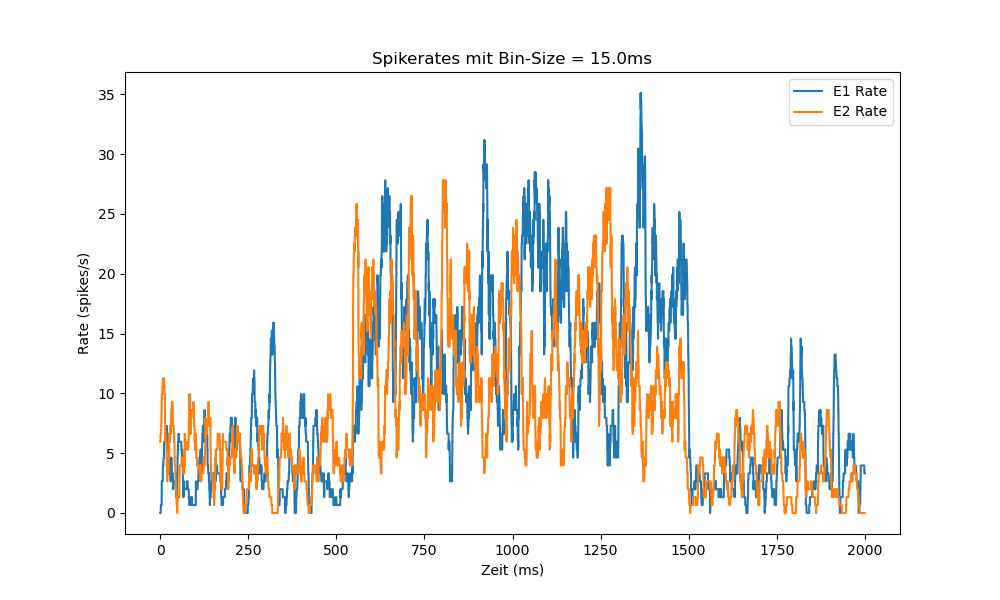 Spikerates mit Bin-Size = 15.0ms
E1 Rate
E2 Rate
35
30
25
20
15
10
5
0
Rate (spikes/s)
0 250 500 750 1000 1250 1500 1750 2000
Zeit (ms)